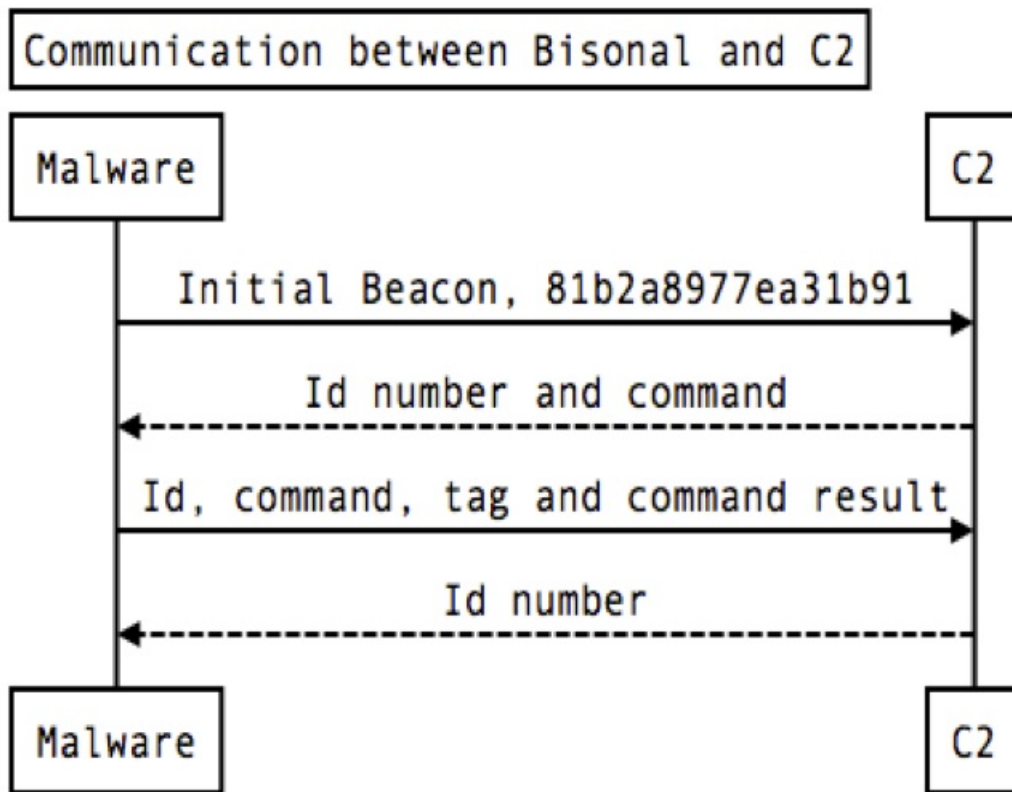 Communication between Bisonal and C2
Malware
C2
Initial Beacon, 81b2a8977ea31b91
Id number and command
Id, command, tag and command result
Id number
Malware
C2